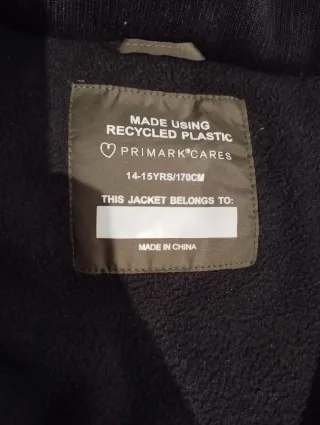 MADE USING
RECYCLED PLASTIC
PRIMARK®CARES
14-15YRS/170CM
THIS JACKET BELONGS TO:
MADE IN CHINA